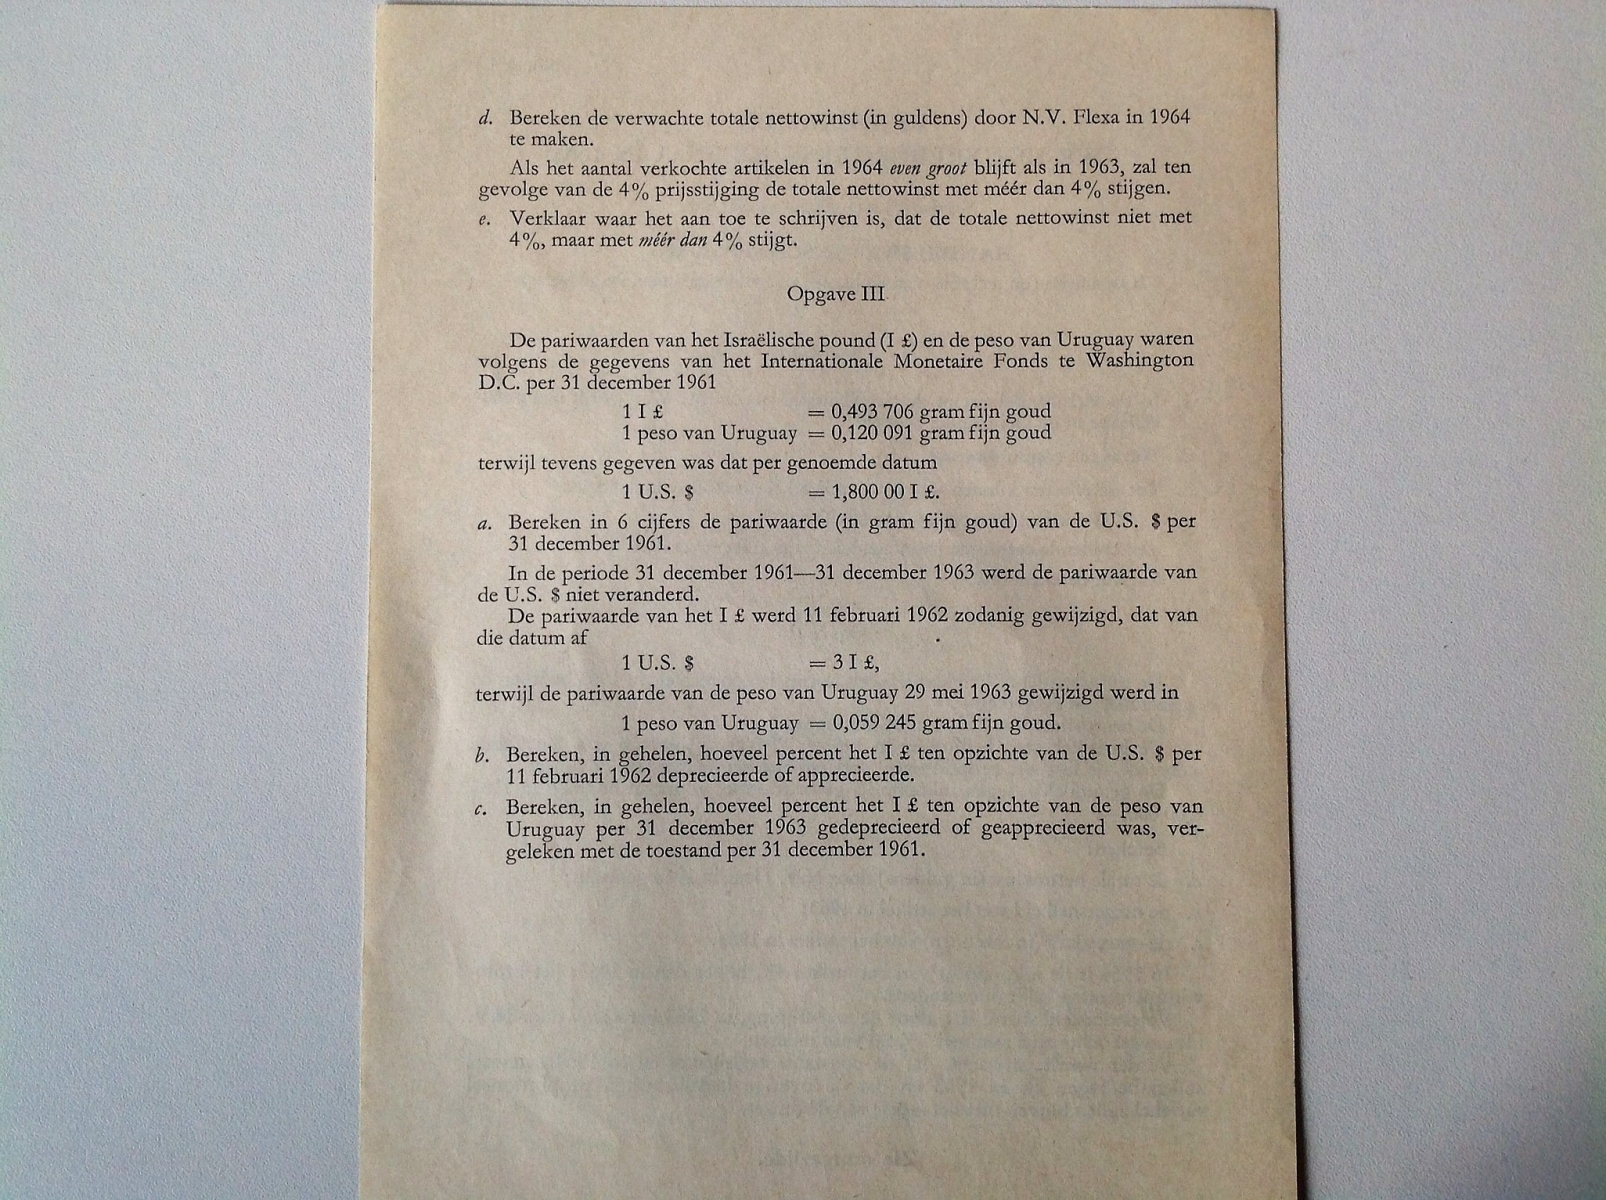 d. Bereken de verwachte totale nettowinst (in guldens) door N.V. Flexa in 1964
te maken.
Als het aantal verkochte artikelen in 1964 even groot blijft als in 1963, zal ten
gevolge van de 4% prijsstijging de totale nettowinst met méér dan 4% stijgen.
e. Verklaar waar het aan toe te schrijven is, dat de totale nettowinst niet met
4%, maar met méér dan 4% stijgt.
Opgave III
De pariwaarden van het Israëlische pound (I £) en de peso van Uruguay waren
volgens de gegevens van het Internationale Monetaire Fonds te Washington
D.C. per 31 december 1961
1 I £ = 0,493 706 gram fijn goud
1 peso van Uruguay = 0,120 091 gram fijn goud
terwijl tevens gegeven was dat per genoemde datum
1 U.S. $ = 1,800 00 I £.
a. Bereken in 6 cijfers de pariwaarde (in gram fijn goud) van de U.S. $ per
31 december 1961.
In de periode 31 december 1961—31 december 1963 werd de pariwaarde van
de U.S. $ niet veranderd.
De pariwaarde van het I £ werd 11 februari 1962 zodanig gewijzigd, dat van
die datum af
1 U.S. $ = 3 I £,
terwijl de pariwaarde van de peso van Uruguay 29 mei 1963 gewijzigd werd in
1 peso van Uruguay = 0,059 245 gram fijn goud.
b. Bereken, in gehelen, hoeveel percent het I £ ten opzichte van de U.S. $ per
11 februari 1962 deprecieerde of apprecieerde.
c. Bereken, in gehelen, hoeveel percent het I £ ten opzichte van de peso van
Uruguay per 31 december 1963 gedeprecieerd of geapprecieerd was, ver-
geleken met de toestand per 31 december 1961.